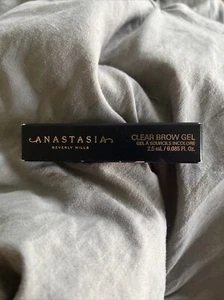 ANASTASIA
BEVERLY HILLS
CLEAR BROW GEL
GEL À SOURCILS INCOLORE
2.5 mL / 0.085 Fl. Oz.